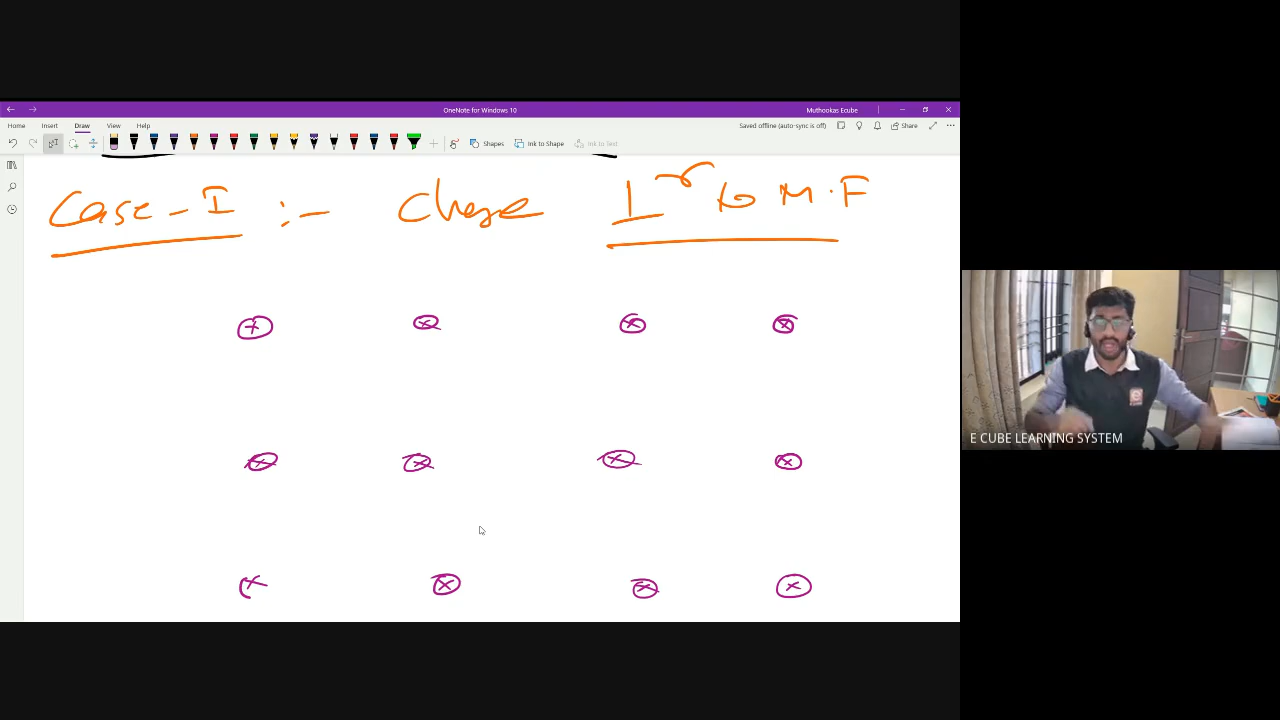 OneNote for Windows 10
Muthookas Ecube
Home Insert Draw View Help
Saved offline (auto-sync is off)
Share
Shapes Ink to Shape Ink to Text
Case - I :- Charge ⊥r to M.F
E CUBE LEARNING SYSTEM